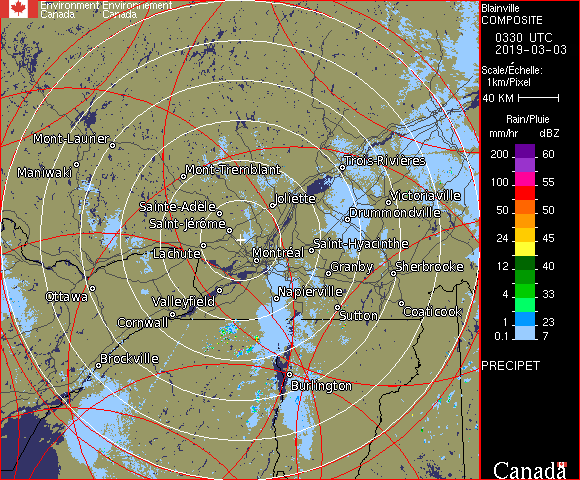 Environment Environnement
Canada Canada
Blainville
COMPOSITE
0330 UTC
2019-03-03
Scale/Échelle:
1km/Pixel
40 KM
Rain/Pluie
mm/hr dBZ
200 60
100 55
50
50 50
24 45
12 40
4 33
1 23
0.1 7
PRECIPET
Canada
Mont-Laurier
Maniwaki
Mont-Tremblant
Trois-Rivières
Joliette
Victoriaville
Sainte-Adele
Drummondville
Saint-Jérôme
Lachute
Montréal
Saint-Hyacinthe
Granby
Sherbrooke
Ottawa
Valleyfield
Napierville
Cornwall
Sutton
Coaticook
Brockville
Burlington